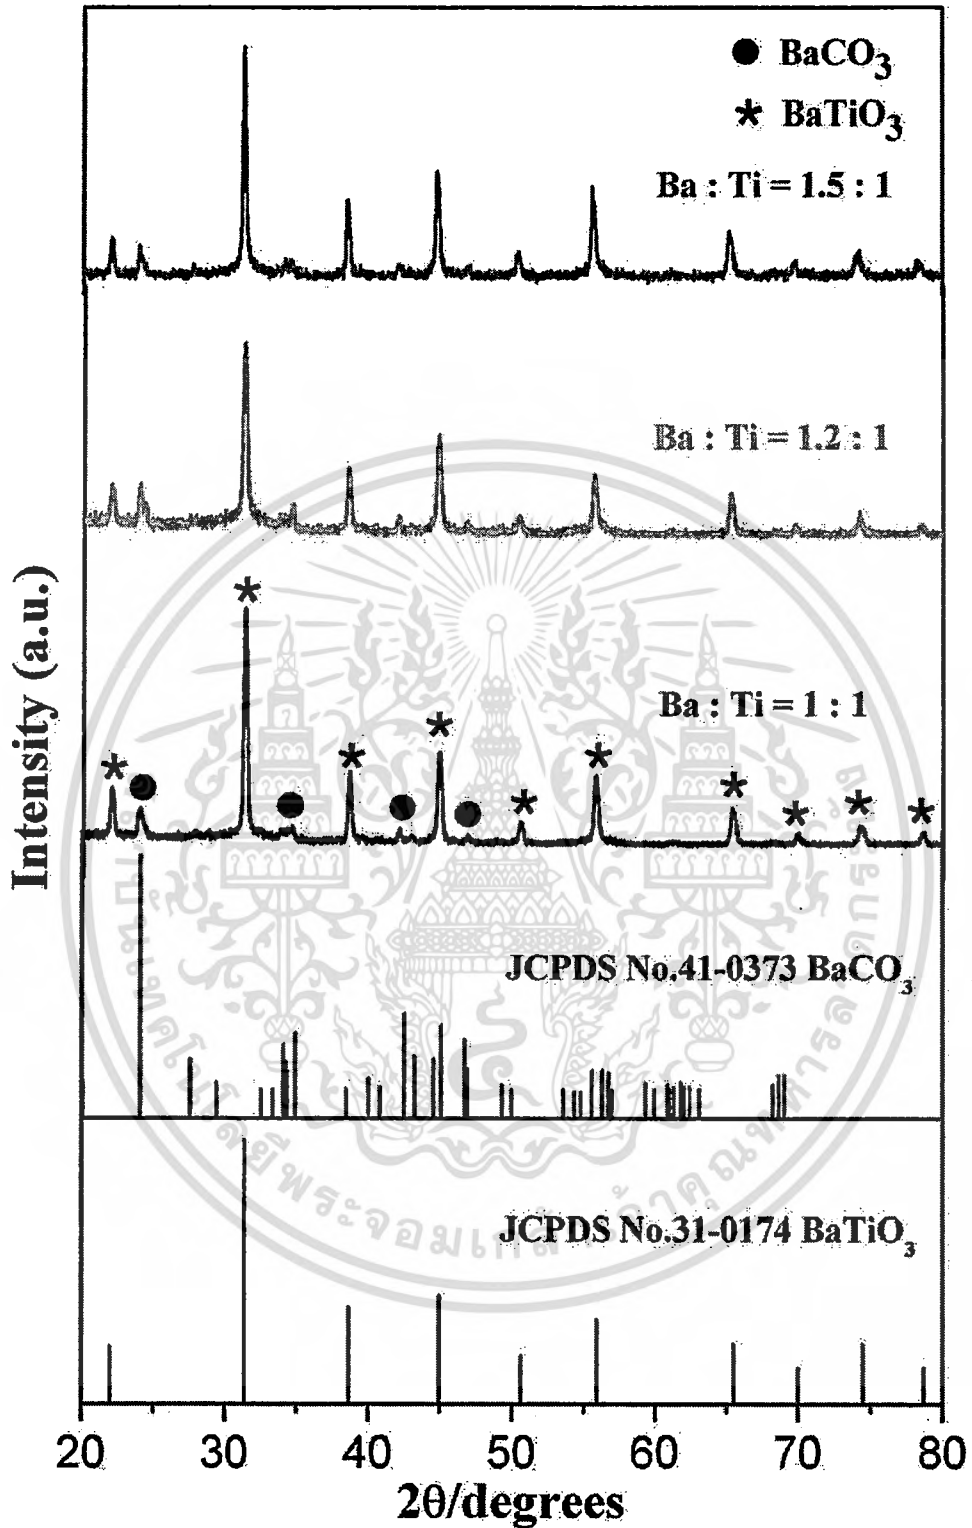 ● BaCO3
* BaTiO3
Ba : Ti = 1.5 : 1
Ba : Ti = 1.2 : 1
Ba : Ti = 1 : 1
Intensity (a.u.)
JCPDS No.41-0373 BaCO3
JCPDS No.31-0174 BaTiO3
20 30 40 50 60 70 80
2θ/degrees